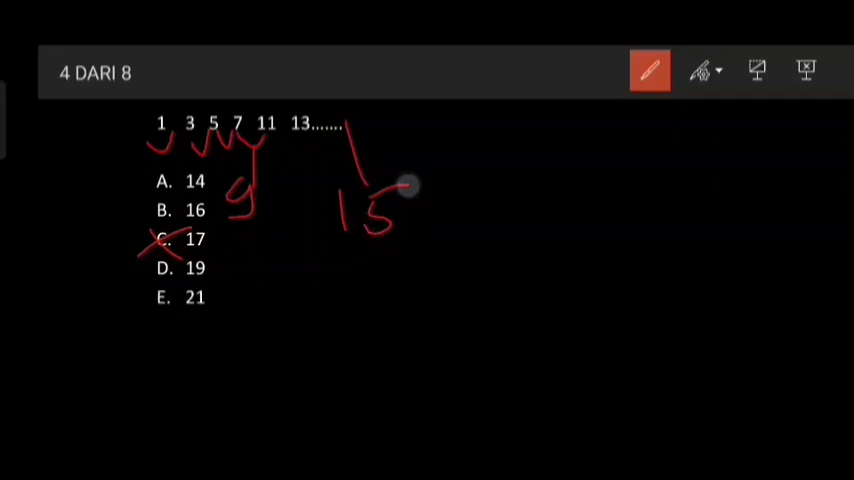 4 DARI 8
1 3 5 7 11 13.......
A. 14
B. 16
C. 17
D. 19
E. 21
9
15